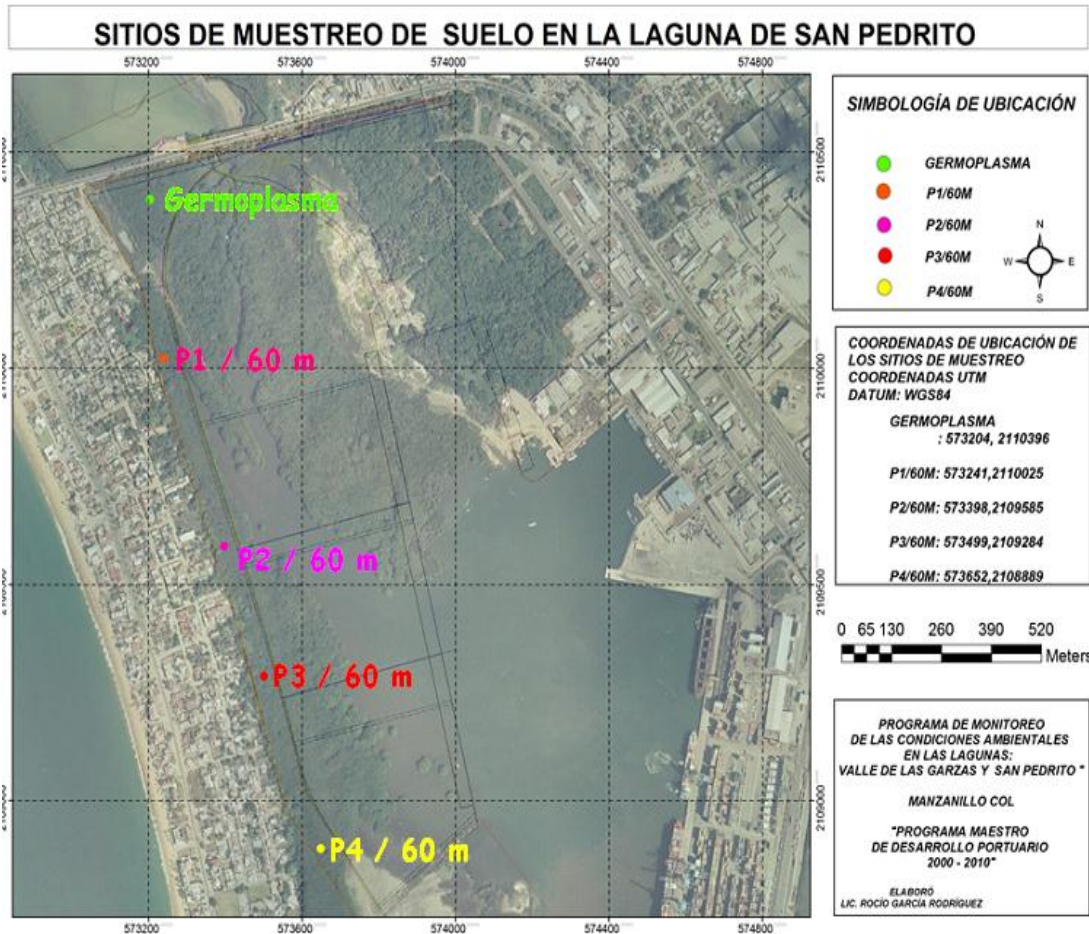 SITIOS DE MUESTREO DE SUELO EN LA LAGUNA DE SAN PEDRITO
573200 573600 574000 574400 574800
2110500
2110000
2109500
2109000
Germoplasma
P1 / 60 m
P2 / 60 m
P3 / 60 m
P4 / 60 m
573200 573600 574000 574400 574800
SIMBOLOGÍA DE UBICACIÓN
GERMOPLASMA
P1/60M
P2/60M
P3/60M
P4/60M
N
W E
S
COORDENADAS DE UBICACIÓN DE
LOS SITIOS DE MUESTREO
COORDENADAS UTM
DATUM: WGS84
GERMOPLASMA
: 573204, 2110396
P1/60M: 573241,2110025
P2/60M: 573398,2109585
P3/60M: 573499,2109284
P4/60M: 573652,2108889
0 65 130 260 390 520
Meters
PROGRAMA DE MONITOREO
DE LAS CONDICIONES AMBIENTALES
EN LAS LAGUNAS:
VALLE DE LAS GARZAS Y SAN PEDRITO "
MANZANILLO COL
"PROGRAMA MAESTRO
DE DESARROLLO PORTUARIO
2000 - 2010"
ELABORÓ
LIC. ROCÍO GARCÍA RODRÍGUEZ